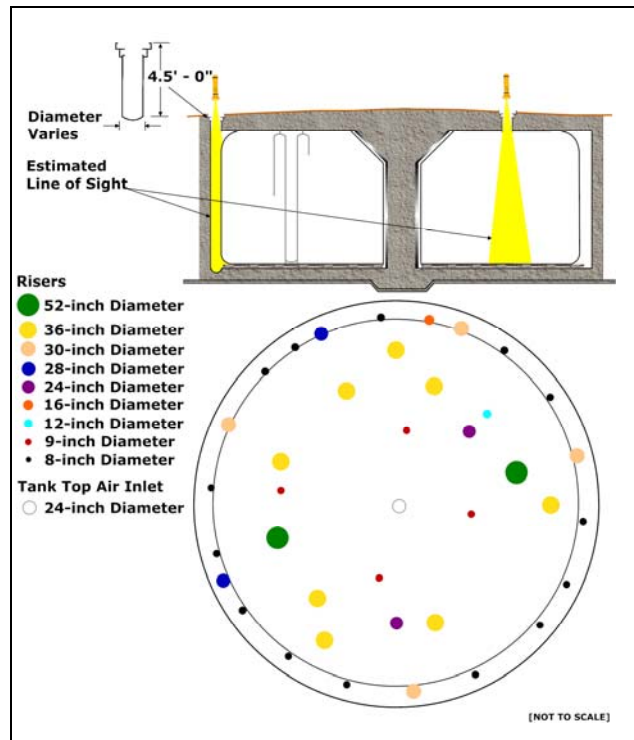 4.5' - 0"
Diameter
Varies
Estimated
Line of Sight
Risers
52-inch Diameter
36-inch Diameter
30-inch Diameter
28-inch Diameter
24-inch Diameter
16-inch Diameter
12-inch Diameter
9-inch Diameter
8-inch Diameter
Tank Top Air Inlet
24-inch Diameter
[NOT TO SCALE]